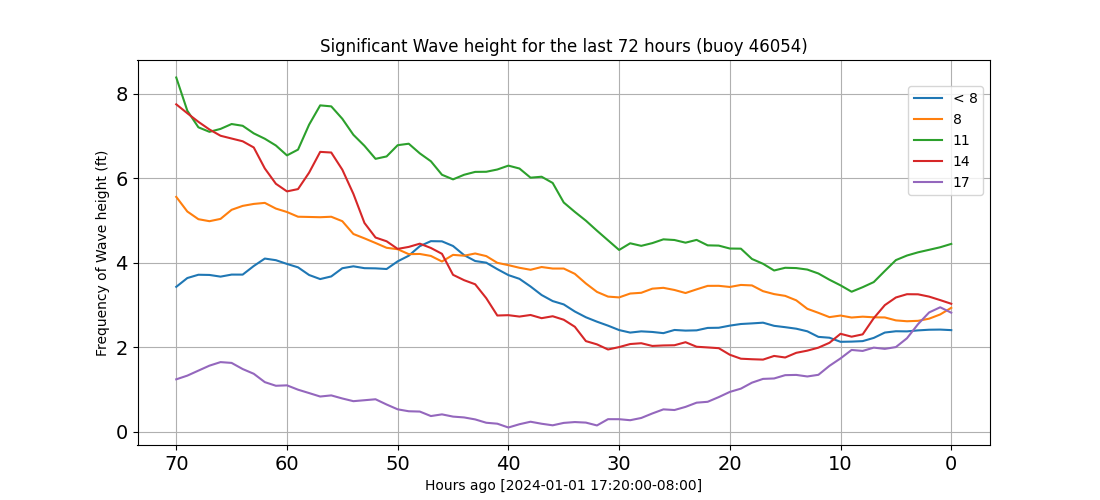 Significant Wave height for the last 72 hours (buoy 46054)
Frequency of Wave height (ft)
8
6
4
2
0
< 8
8
11
14
17
70 60 50 40 30 20 10 0
Hours ago [2024-01-01 17:20:00-08:00]